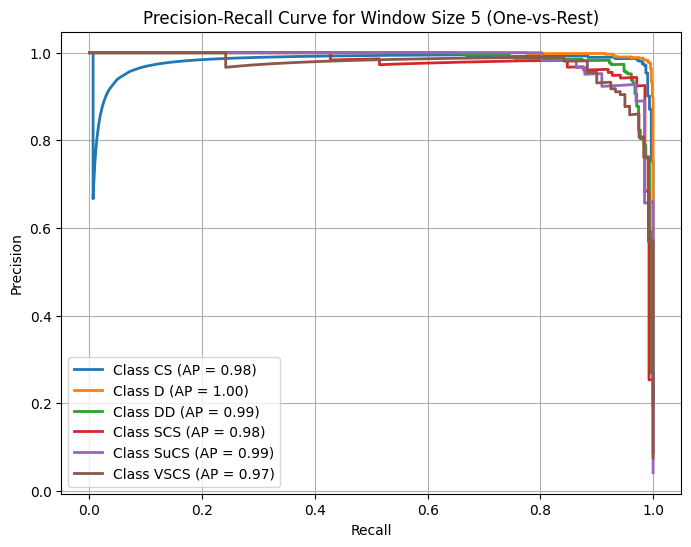 Precision-Recall Curve for Window Size 5 (One-vs-Rest)
1.0
0.8
0.6
0.4
0.2
0.0
Precision
Class CS (AP = 0.98)
Class D (AP = 1.00)
Class DD (AP = 0.99)
Class SCS (AP = 0.98)
Class SuCS (AP = 0.99)
Class VSCS (AP = 0.97)
0.0 0.2 0.4 0.6 0.8 1.0
Recall